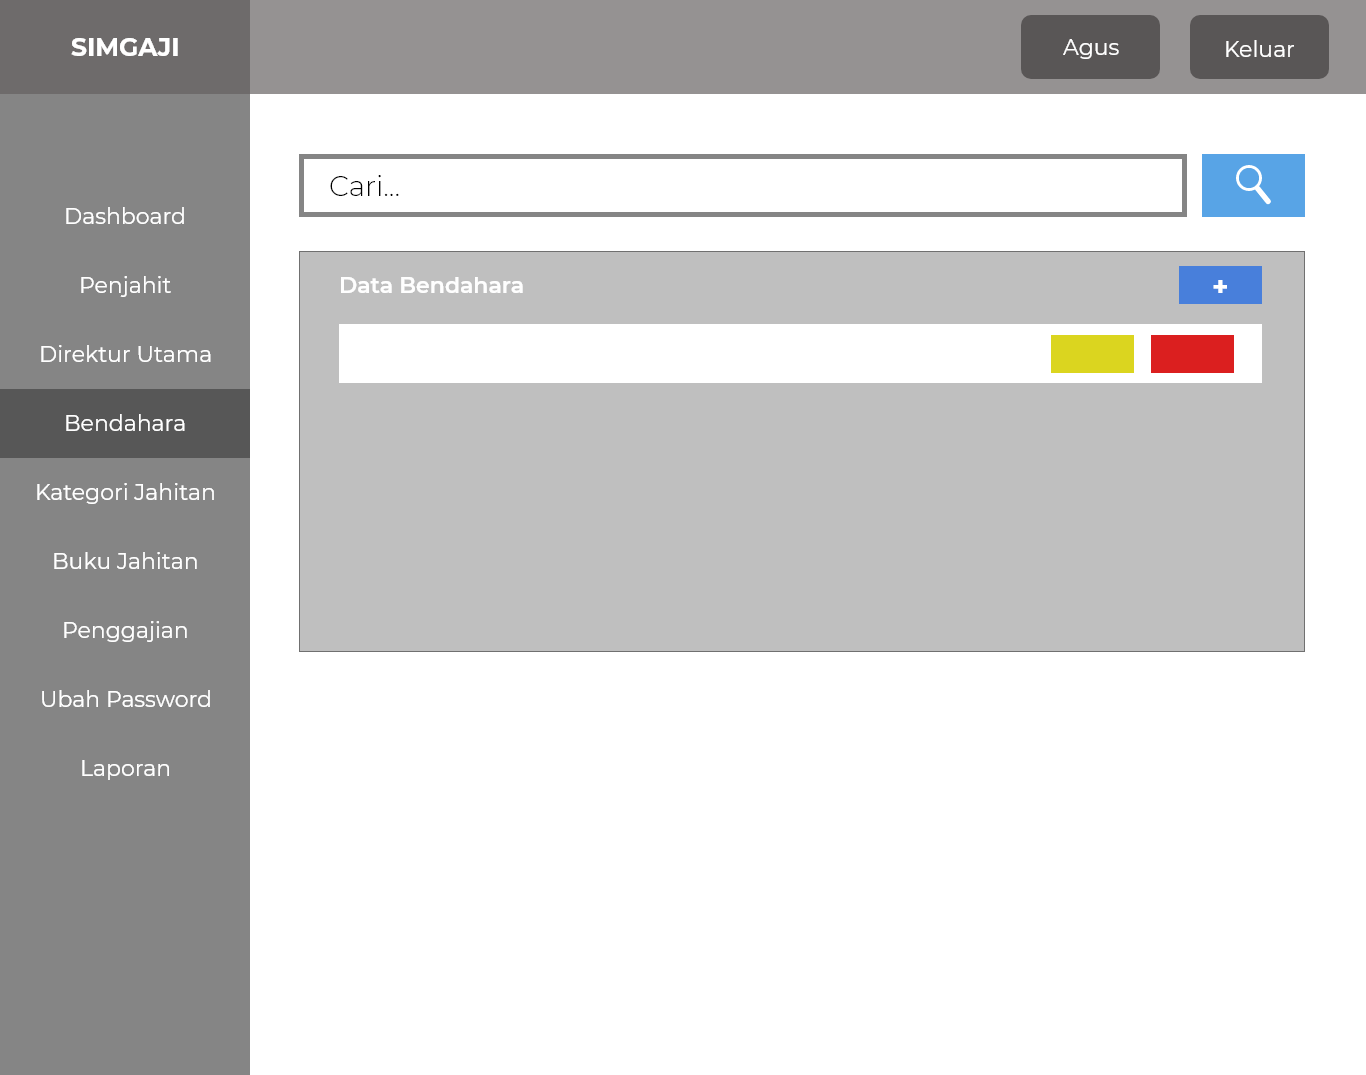 SIMGAJI
Agus
Keluar
Dashboard
Penjahit
Direktur Utama
Bendahara
Kategori Jahitan
Buku Jahitan
Penggajian
Ubah Password
Laporan
Cari...
Data Bendahara
+